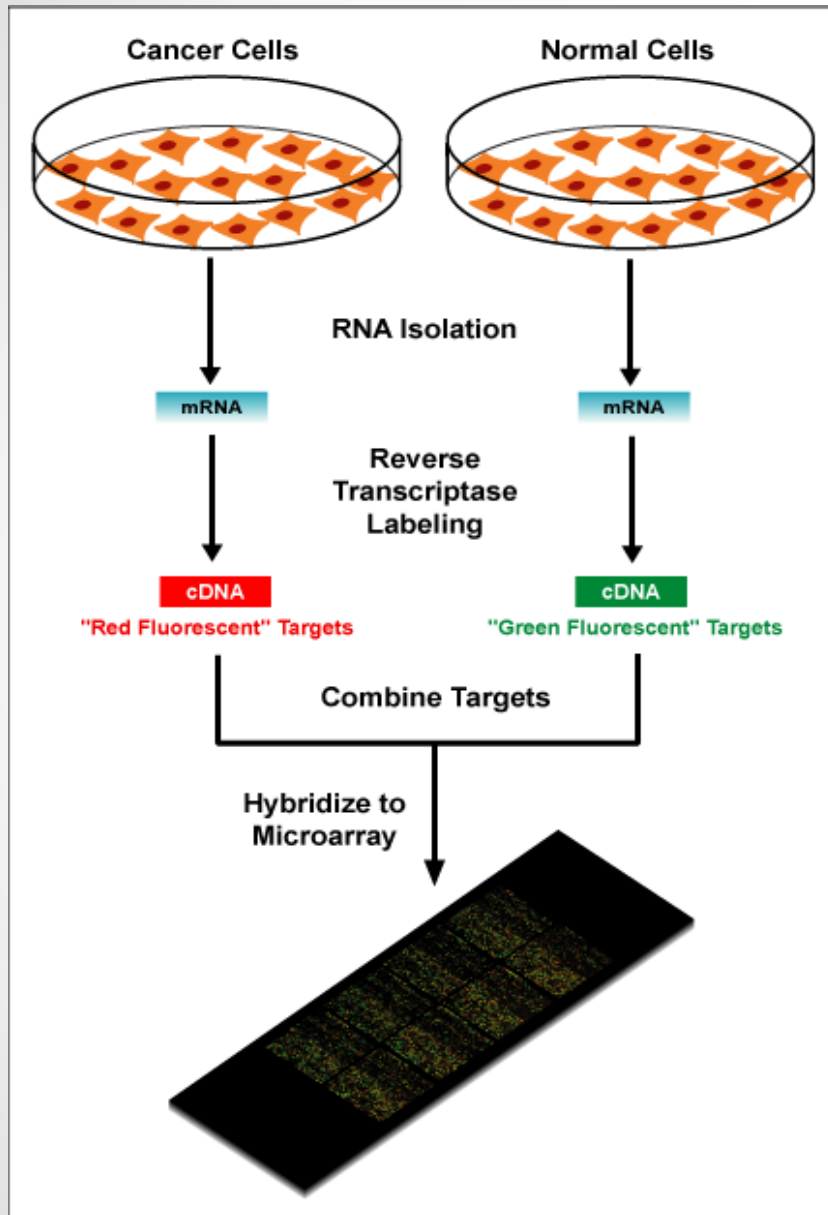 Cancer Cells
Normal Cells
RNA Isolation
mRNA
mRNA
Reverse
Transcriptase
Labeling
cDNA
cDNA
"Red Fluorescent" Targets
"Green Fluorescent" Targets
Combine Targets
Hybridize to
Microarray